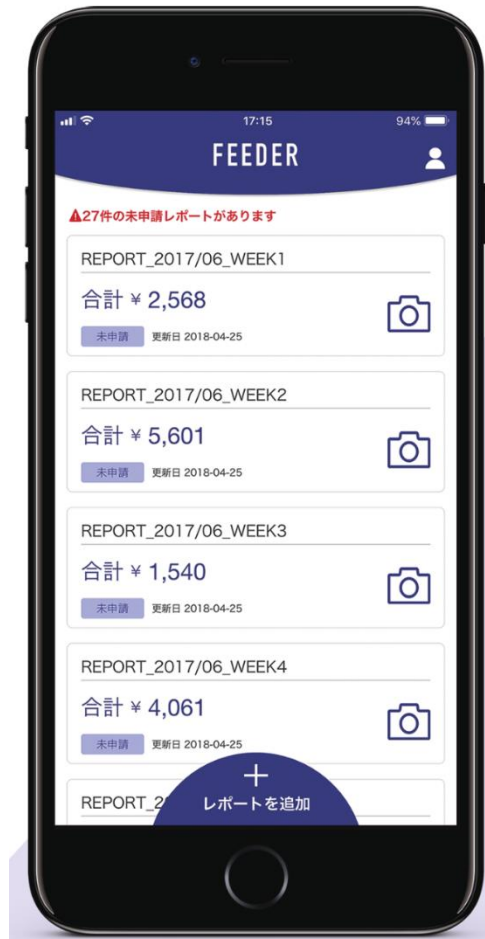 17:15
94%
FEEDER
27件の未申請レポートがあります
REPORT_2017/06_WEEK1
合計 ¥ 2,568
未申請 更新日 2018-04-25
REPORT_2017/06_WEEK2
合計 ¥ 5,601
未申請 更新日 2018-04-25
REPORT_2017/06_WEEK3
合計 ¥ 1,540
未申請 更新日 2018-04-25
REPORT_2017/06_WEEK4
合計 ¥ 4,061
未申請 更新日 2018-04-25
REPORT_2
レポートを追加